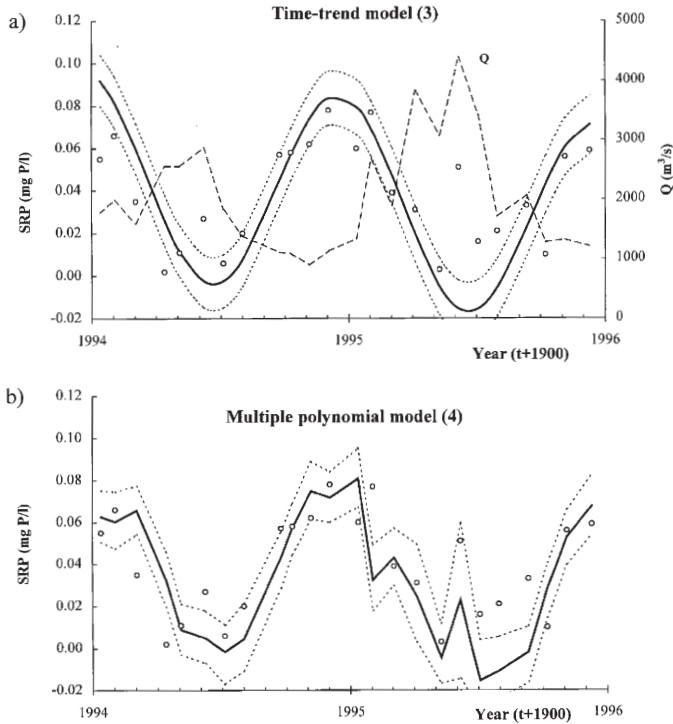 a)
Time-trend model (3)
0.12
0.10
0.08
0.06
0.04
0.02
0.00
-0.02
SRP (mg P/l)
Q
5000
4000
3000
2000
1000
0
Q (m³/s)
1994
1995
1996
Year (t+1900)
b)
Multiple polynomial model (4)
0.12
0.10
0.08
0.06
0.04
0.02
0.00
-0.02
SRP (mg P/l)
1994
1995
1996
Year (t+1900)